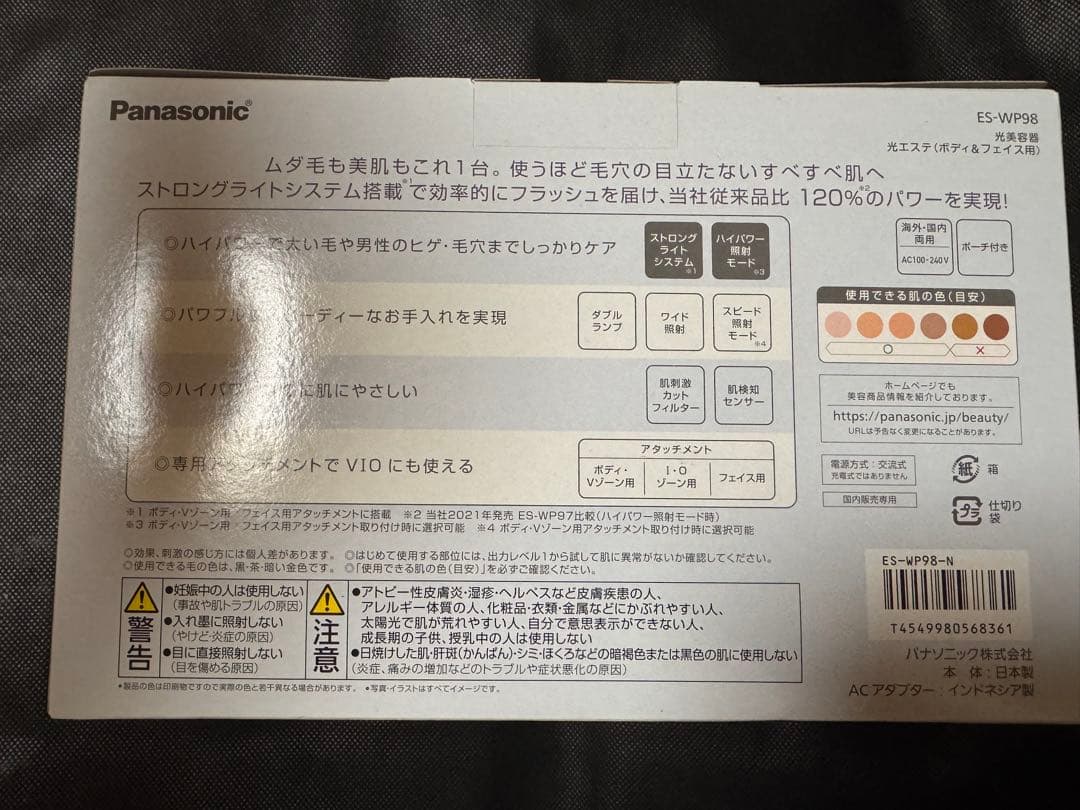 Panasonic®
ES-WP98
光美容器
光エステ(ボディ&フェイス用)
ムダ毛も美肌もこれ1台。使うほど毛穴の目立たないすべすべ肌へ
ストロングライトシステム搭載※1で効率的にフラッシュを届け、当社従来品比 120%※2のパワーを実現!
◎ハイパワーで太い毛や男性のヒゲ・毛穴までしっかりケア
ストロング
ライト
システム
※1
ハイパワー
照射
モード
※3
◎パワフル ーディーなお手入れを実現
ダブル
ランプ
ワイド
照射
スピード
照射
モード
※4
◎ハイパワ に肌にやさしい
肌刺激
カット
フィルター
肌検知
センサー
◎専用アタッチメントでVIOにも使える
アタッチメント
ボディ・
Vゾーン用
I・O
ゾーン用
フェイス用
海外・国内
両用
AC100-240V
ポーチ付き
使用できる肌の色(目安)
○
×
ホームページでも
美容商品情報を紹介しております。
https://panasonic.jp/beauty/
URLは予告なく変更になることがあります。
電源方式:交流式
充電式ではありません
国内販売専用
紙
箱
プラ
仕切り
袋
※1 ボディ・Vゾーン用・フェイス用アタッチメントに搭載 ※2 当社2021年発売 ES-WP97比較(ハイパワー照射モード時)
※3 ボディ・Vゾーン用・フェイス用アタッチメント取り付け時に選択可能 ※4 ボディ・Vゾーン用アタッチメント取り付け時に選択可能
◎効果、刺激の感じ方には個人差があります。 ◎はじめて使用する部位には、出力レベル1から試して肌に異常がないか確認してください。
◎使用できる毛の色は、黒・茶・暗い金色です。 ◎「使用できる肌の色(目安)」を必ずご確認ください。
警告
●妊娠中の人は使用しない
(事故や肌トラブルの原因)
●入れ墨に照射しない
(やけど・炎症の原因)
●目に直接照射しない
(目を傷める原因)
注意
●アトピー性皮膚炎・湿疹・ヘルペスなど皮膚疾患の人、
アレルギー体質の人、化粧品・衣類・金属などにかぶれやすい人、
太陽光で肌が荒れやすい人、自分で意思表示ができない人、
成長期の子供、授乳中の人は使用しない
●日焼けした肌・肝斑(かんぱん)・シミ・ほくろなどの暗褐色または黒色の肌に使用しない
(炎症、痛みの増加などのトラブルや症状悪化の原因)
●製品の色は印刷物ですので実際の色と若干異なる場合があります。 ●写真・イラストはすべてイメージです。
ES-WP98-N
T4549980568361
パナソニック株式会社
本 体:日本製
ACアダプター:インドネシア製